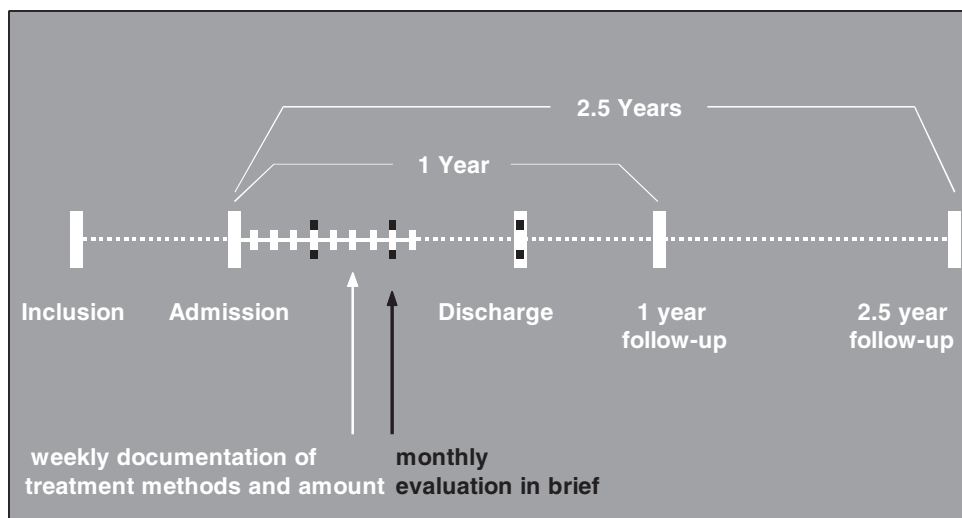 2.5 Years
1 Year
Inclusion
Admission
Discharge
1 year
follow-up
2.5 year
follow-up
weekly documentation of
treatment methods and amount
monthly
evaluation in brief